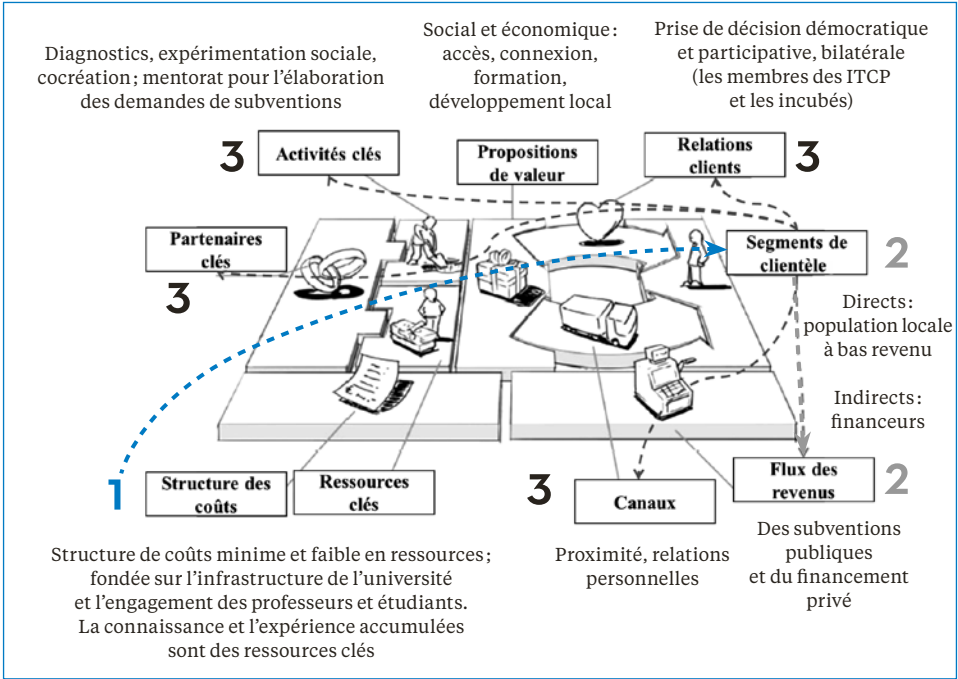 Diagnostics, expérimentation sociale,
cocréation ; mentorat pour l’élaboration
des demandes de subventions
Social et économique :
accès, connexion,
formation,
développement local
Prise de décision démocratique
et participative, bilatérale
(les membres des ITCP
et les incubés)
3
Activités clés
Propositions
de valeur
Relations
clients
3
Partenaires
clés
3
Segments de
clientèle
2
Directs :
population locale
à bas revenu
Indirects :
financeurs
1
Structure des
coûts
Ressources
clés
3
Canaux
Flux des
revenus
2
Structure de coûts minime et faible en ressources ;
fondée sur l’infrastructure de l’université
et l’engagement des professeurs et étudiants.
La connaissance et l’expérience accumulées
sont des ressources clés
Proximité, relations
personnelles
Des subventions
publiques
et du financement
privé